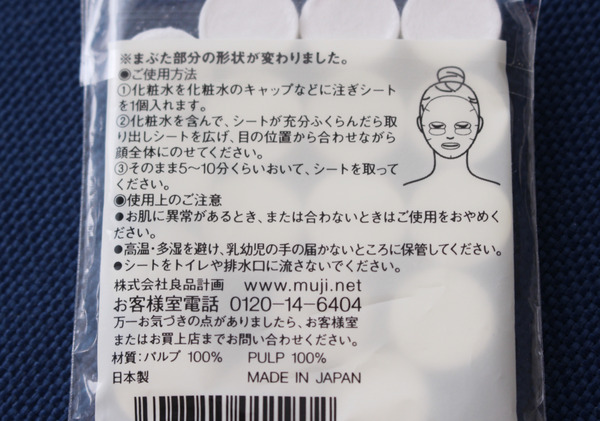 ※まぶた部分の形状が変わりました。
◉ご使用方法
①化粧水を化粧水のキャップなどに注ぎシート
を1個入れます。
②化粧水を含んで、シートが充分ふくらんだら取
り出しシートを広げ、目の位置から合わせながら
顔全体にのせてください。
③そのまま5〜10分くらいおいて、シートを取って
ください。
◉使用上のご注意
●お肌に異常があるとき、または合わないときはご使用をおやめく
ださい。
●高温・多湿を避け、乳幼児の手の届かないところに保管してください。
●シートをトイレや排水口に流さないでください。
株式会社良品計画 www.muji.net
お客様室電話 0120-14-6404
万一お気づきの点がありましたら、お客様室
またはお買上店までお問い合わせください。
材質：パルプ 100% PULP 100%
日本製 MADE IN JAPAN